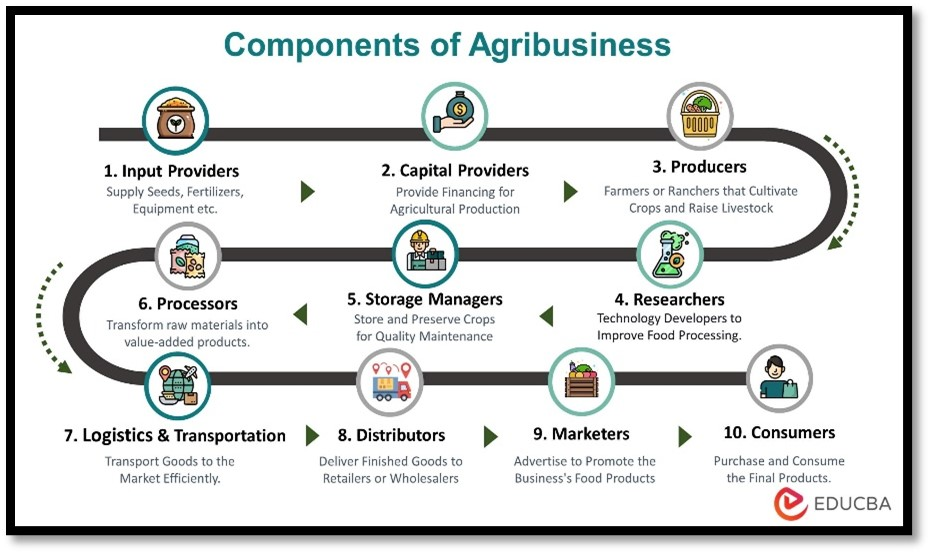 Components of Agribusiness
1. Input Providers
Supply Seeds, Fertilizers,
Equipment etc.
2. Capital Providers
Provide Financing for
Agricultural Production
3. Producers
Farmers or Ranchers that Cultivate
Crops and Raise Livestock
4. Researchers
Technology Developers to
Improve Food Processing.
5. Storage Managers
Store and Preserve Crops
for Quality Maintenance
6. Processors
Transform raw materials into
value-added products.
7. Logistics & Transportation
Transport Goods to the
Market Efficiently.
8. Distributors
Deliver Finished Goods to
Retailers or Wholesalers
9. Marketers
Advertise to Promote the
Business's Food Products
10. Consumers
Purchase and Consume
the Final Products.
EDUCBA